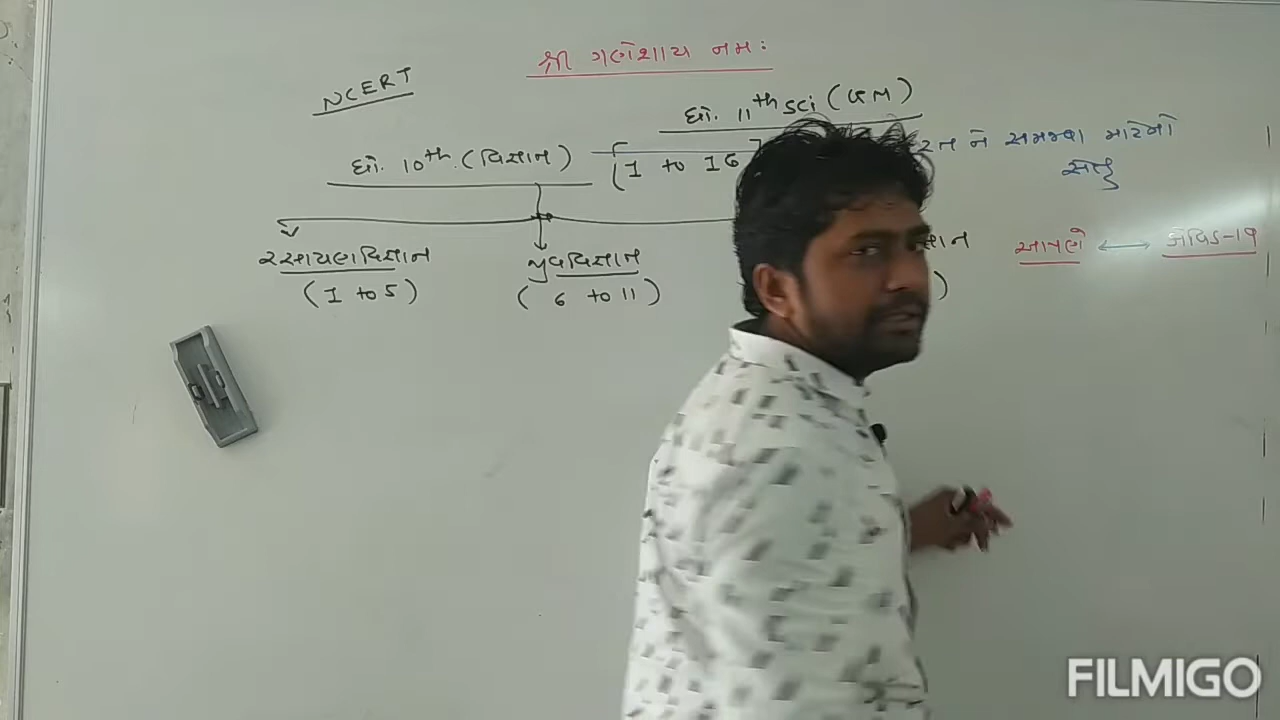 શ્રી ગણેશાય નમઃ
NCERT
ધો. 11th sci (GM)
ધો. 10th (વિજ્ઞાન)
(1 to 16
ને સમજવા માટેનો
સેતુ
રસાયણવિજ્ઞાન
જીવવિજ્ઞાન
આપણે ↔ કોવિડ-19
(1 to 5)
(6 to 11)
)
FILMIGO